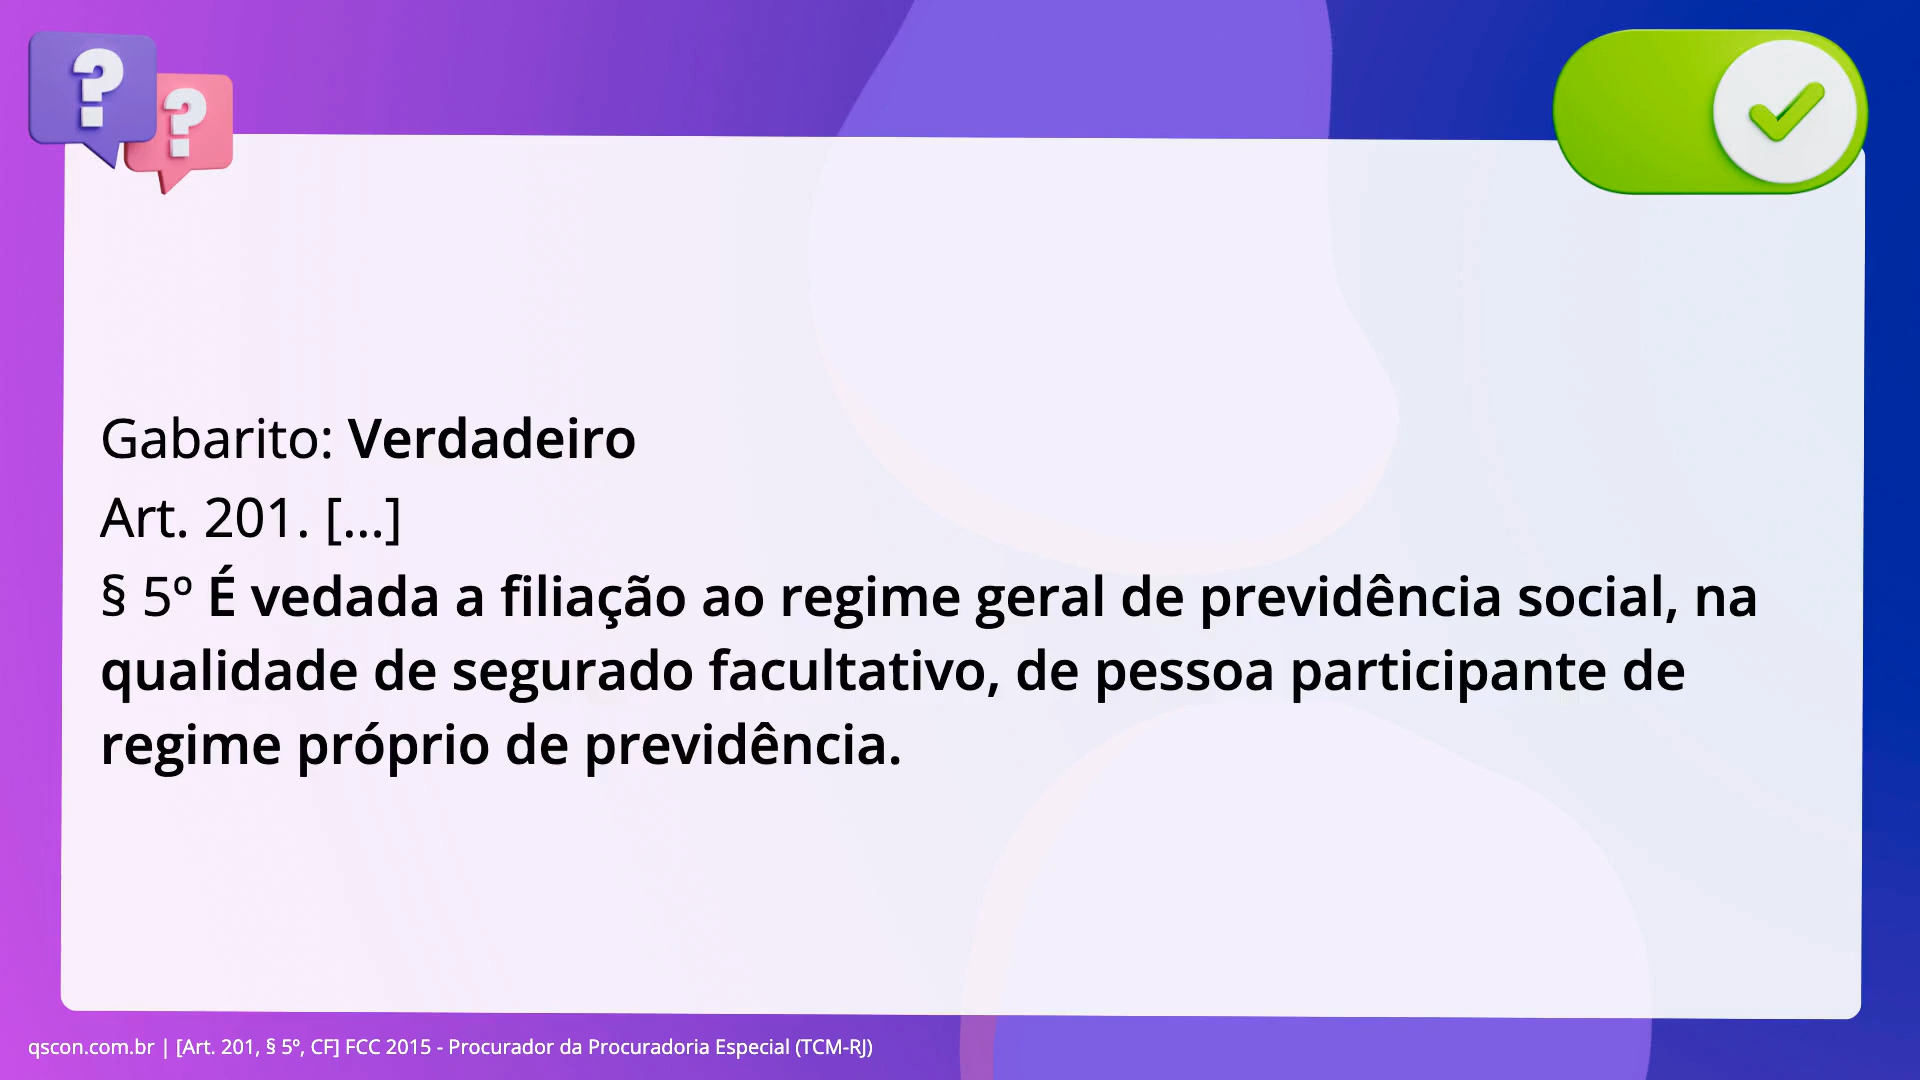 ? ?
Gabarito: Verdadeiro
Art. 201. [...]
§ 5º É vedada a filiação ao regime geral de previdência social, na
qualidade de segurado facultativo, de pessoa participante de
regime próprio de previdência.
qscon.com.br | [Art. 201, § 5º, CF] FCC 2015 - Procurador da Procuradoria Especial (TCM-RJ)